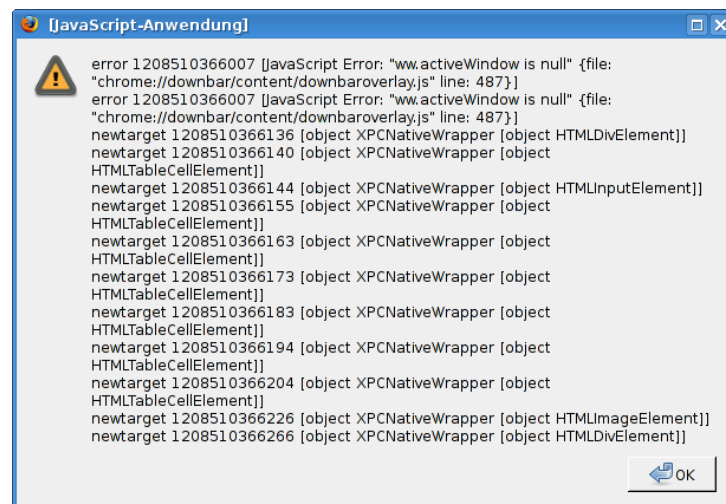 [JavaScript-Anwendung]
error 1208510366007 [JavaScript Error: "ww.activeWindow is null" {file:
"chrome://downbar/content/downbaroverlay.js" line: 487}]
error 1208510366007 [JavaScript Error: "ww.activeWindow is null" {file:
"chrome://downbar/content/downbaroverlay.js" line: 487}]
newtarget 1208510366136 [object XPCNativeWrapper [object HTMLDivElement]]
newtarget 1208510366140 [object XPCNativeWrapper [object
HTMLTableCellElement]]
newtarget 1208510366144 [object XPCNativeWrapper [object HTMLInputElement]]
newtarget 1208510366155 [object XPCNativeWrapper [object
HTMLTableCellElement]]
newtarget 1208510366163 [object XPCNativeWrapper [object
HTMLTableCellElement]]
newtarget 1208510366173 [object XPCNativeWrapper [object
HTMLTableCellElement]]
newtarget 1208510366183 [object XPCNativeWrapper [object
HTMLTableCellElement]]
newtarget 1208510366194 [object XPCNativeWrapper [object
HTMLTableCellElement]]
newtarget 1208510366204 [object XPCNativeWrapper [object
HTMLTableCellElement]]
newtarget 1208510366226 [object XPCNativeWrapper [object HTMLImageElement]]
newtarget 1208510366266 [object XPCNativeWrapper [object HTMLDivElement]]
OK